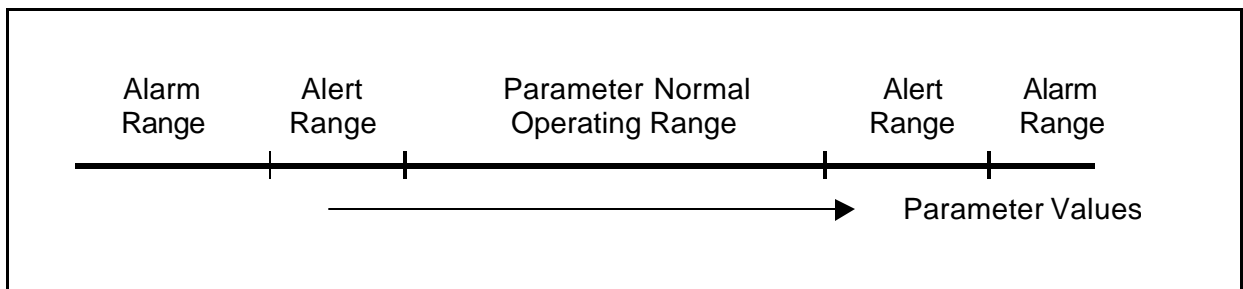 Alarm Range
Alert Range
Parameter Normal Operating Range
Alert Range
Alarm Range
Parameter Values